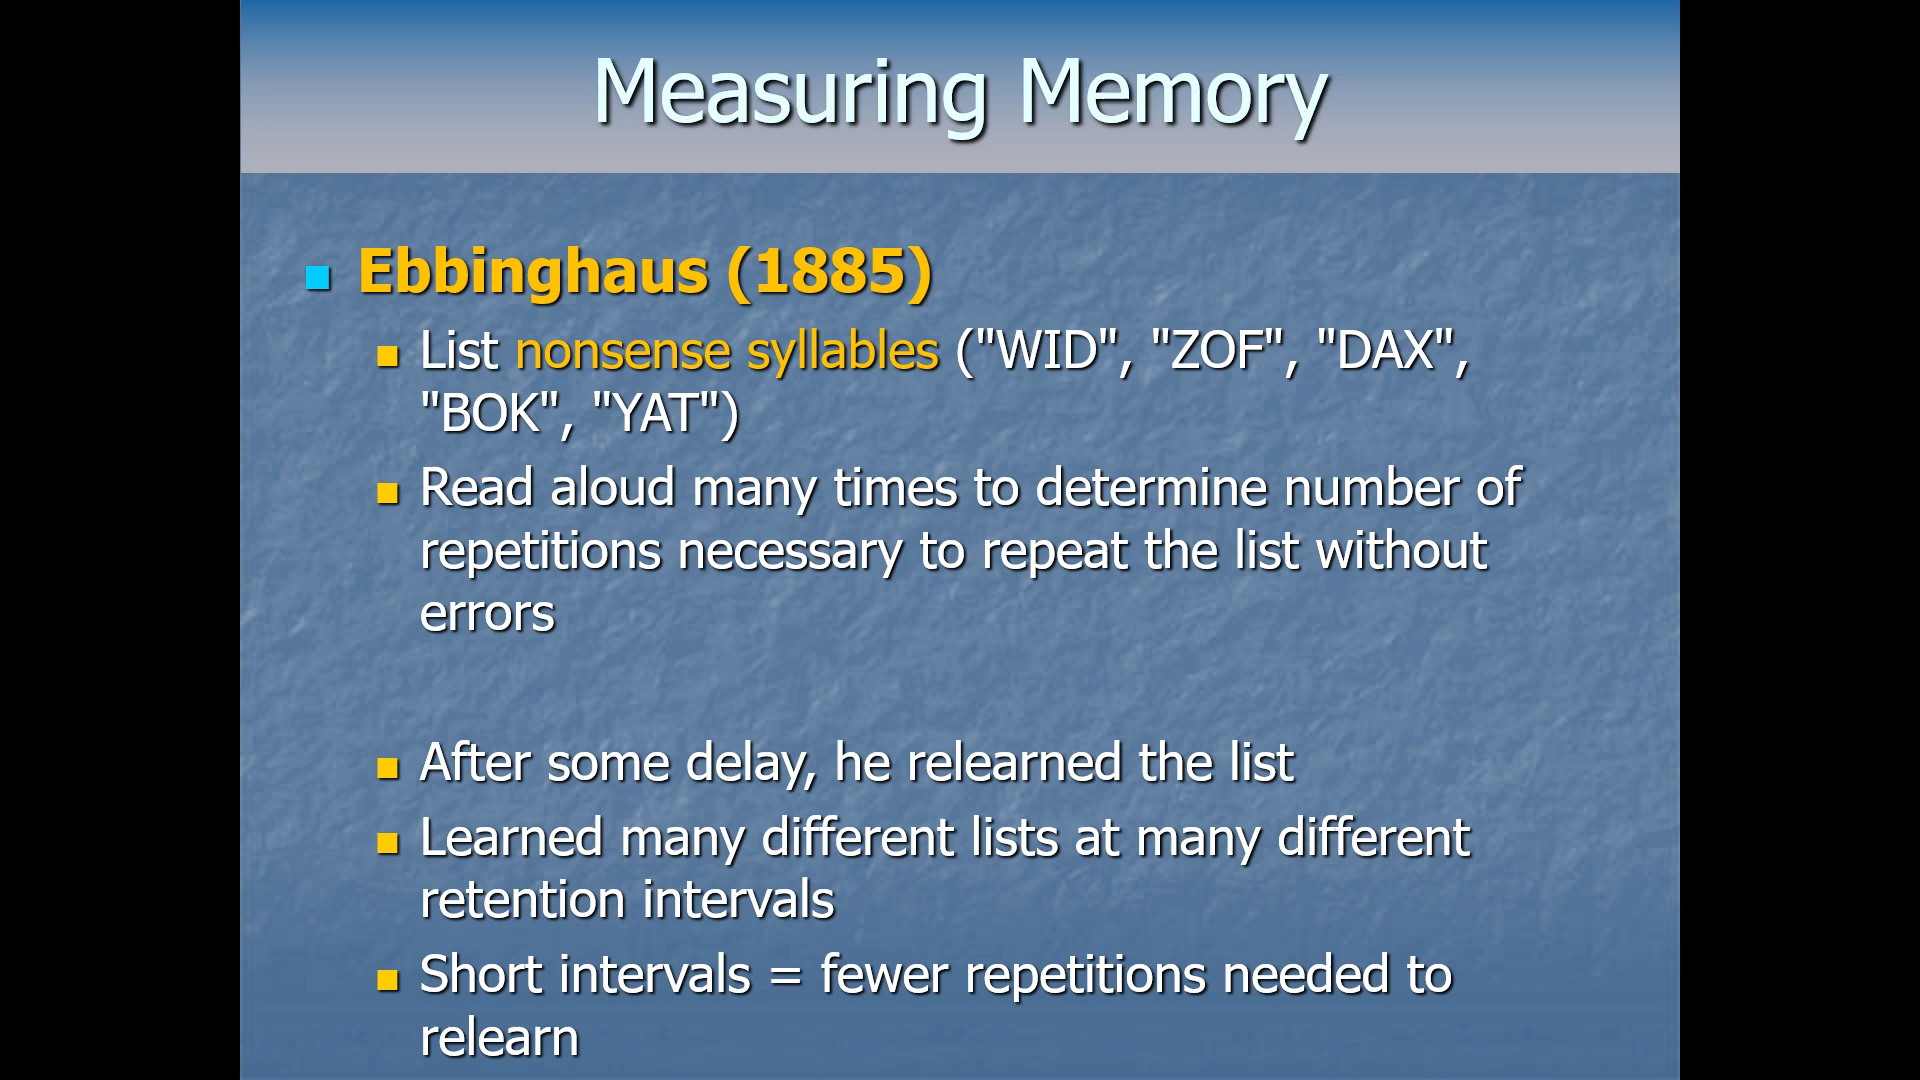 Measuring Memory
Ebbinghaus (1885)
List nonsense syllables ("WID", "ZOF", "DAX",
"BOK", "YAT")
Read aloud many times to determine number of
repetitions necessary to repeat the list without
errors
After some delay, he relearned the list
Learned many different lists at many different
retention intervals
Short intervals = fewer repetitions needed to
relearn